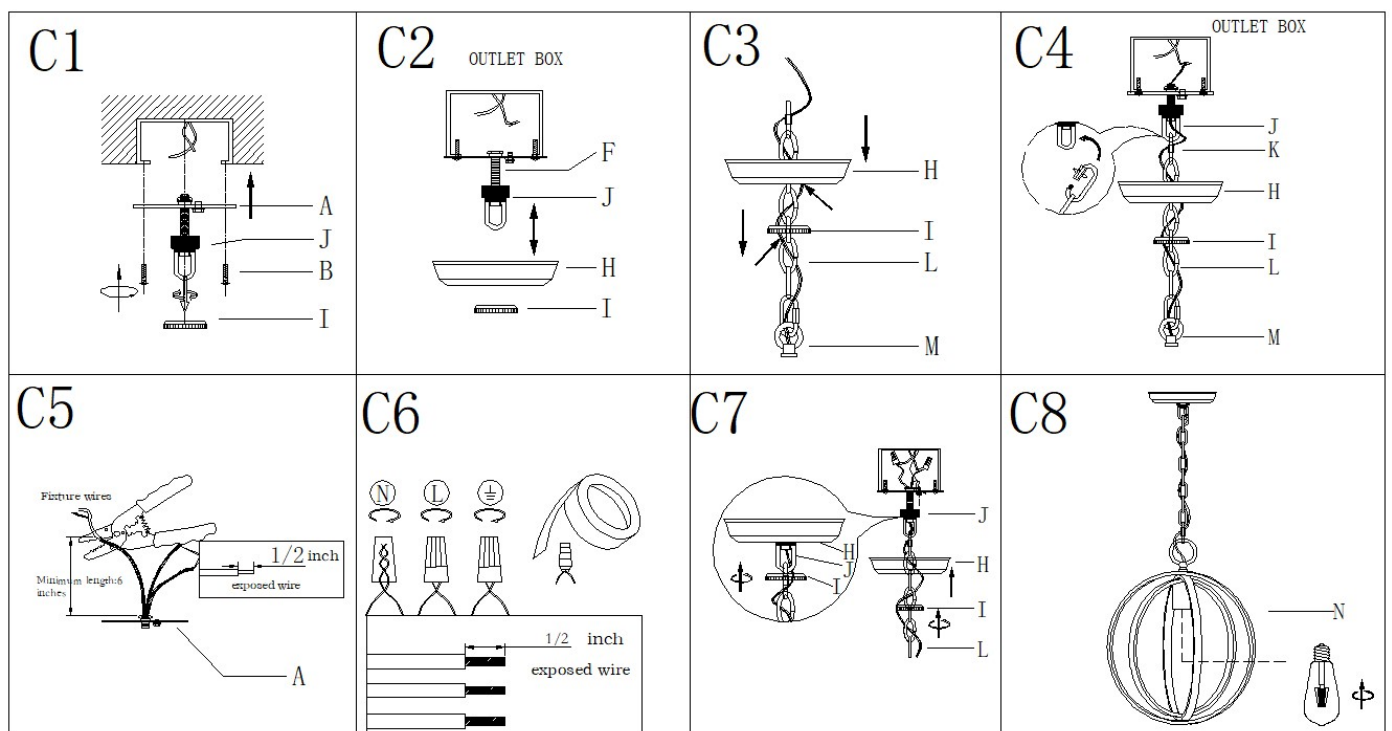 C1
A
J
B
I
C2
OUTLET BOX
F
J
H
I
C3
H
I
L
M
C4
OUTLET BOX
J
K
H
I
L
M
C5
Fixture wires
1/2 inch
exposed wire
Minimum length:6
inches
A
C6
N L
1/2 inch
exposed wire
C7
J
H
J
I
H
I
L
C8
N